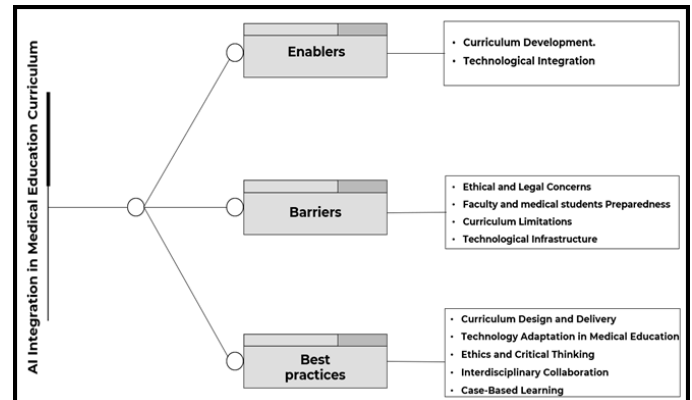 AI Integration in Medical Education Curriculum
Enablers
• Curriculum Development.
• Technological Integration
Barriers
• Ethical and Legal Concerns
• Faculty and medical students Preparedness
• Curriculum Limitations
• Technological Infrastructure
Best
practices
• Curriculum Design and Delivery
• Technology Adaptation in Medical Education
• Ethics and Critical Thinking
• Interdisciplinary Collaboration
• Case-Based Learning